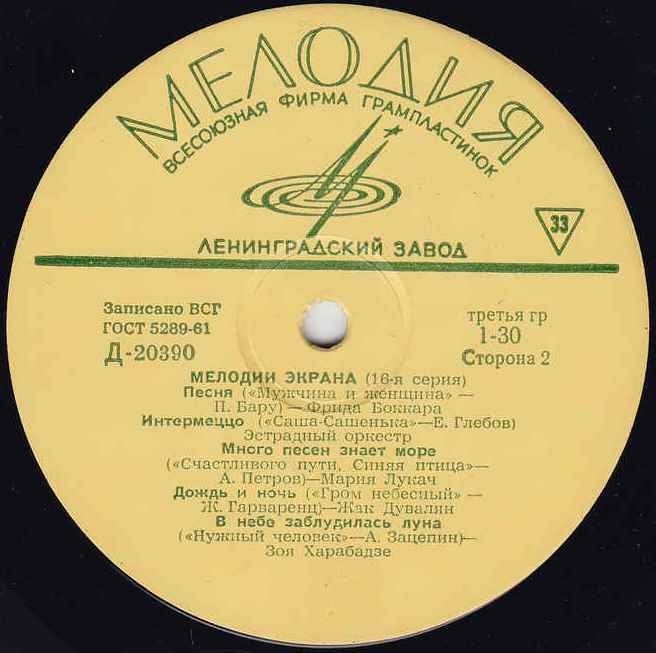 МЕЛОДИЯ
ВСЕСОЮЗНАЯ ФИРМА ГРАМПЛАСТИНОК
33
ЛЕНИНГРАДСКИЙ ЗАВОД
Записано ВСГ
ГОСТ 5289-61
Д-20390
третья гр
1-30
Сторона 2
МЕЛОДИИ ЭКРАНА (16-я серия)
Песня («Мужчина и женщина» —
П. Бару) — Фрида Боккара
Интермеццо («Саша-Сашенька»—Е. Глебов)
Эстрадный оркестр
Много песен знает море
(«Счастливого пути, Синяя птица»—
А. Петров)—Мария Лукач
Дождь и ночь («Гром небесный» —
Ж. Гарваренц)—Жак Дувалян
В небе заблудилась луна
(«Нужный человек»—А. Зацепин)—
Зоя Харабадзе